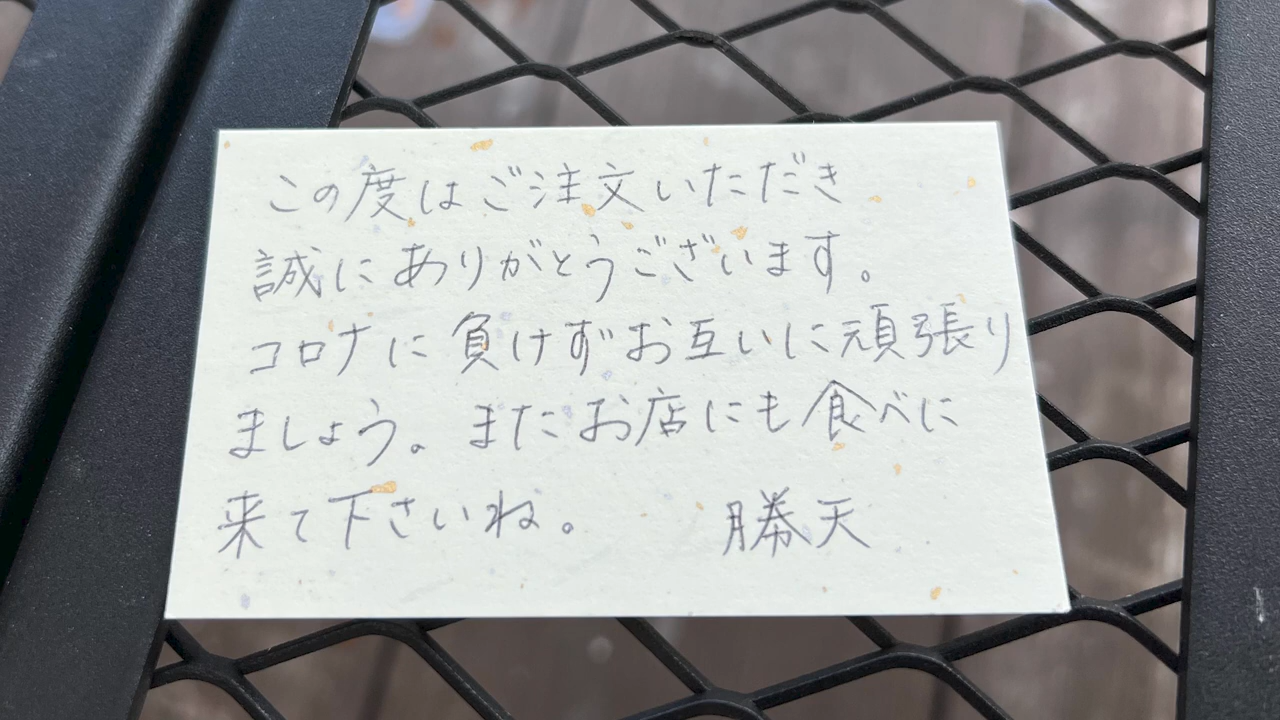 この度はご注文いただき
誠にありがとうございます。
コロナに負けずお互いに頑張り
ましょう。またお店にも食べに
来て下さいね。 勝天